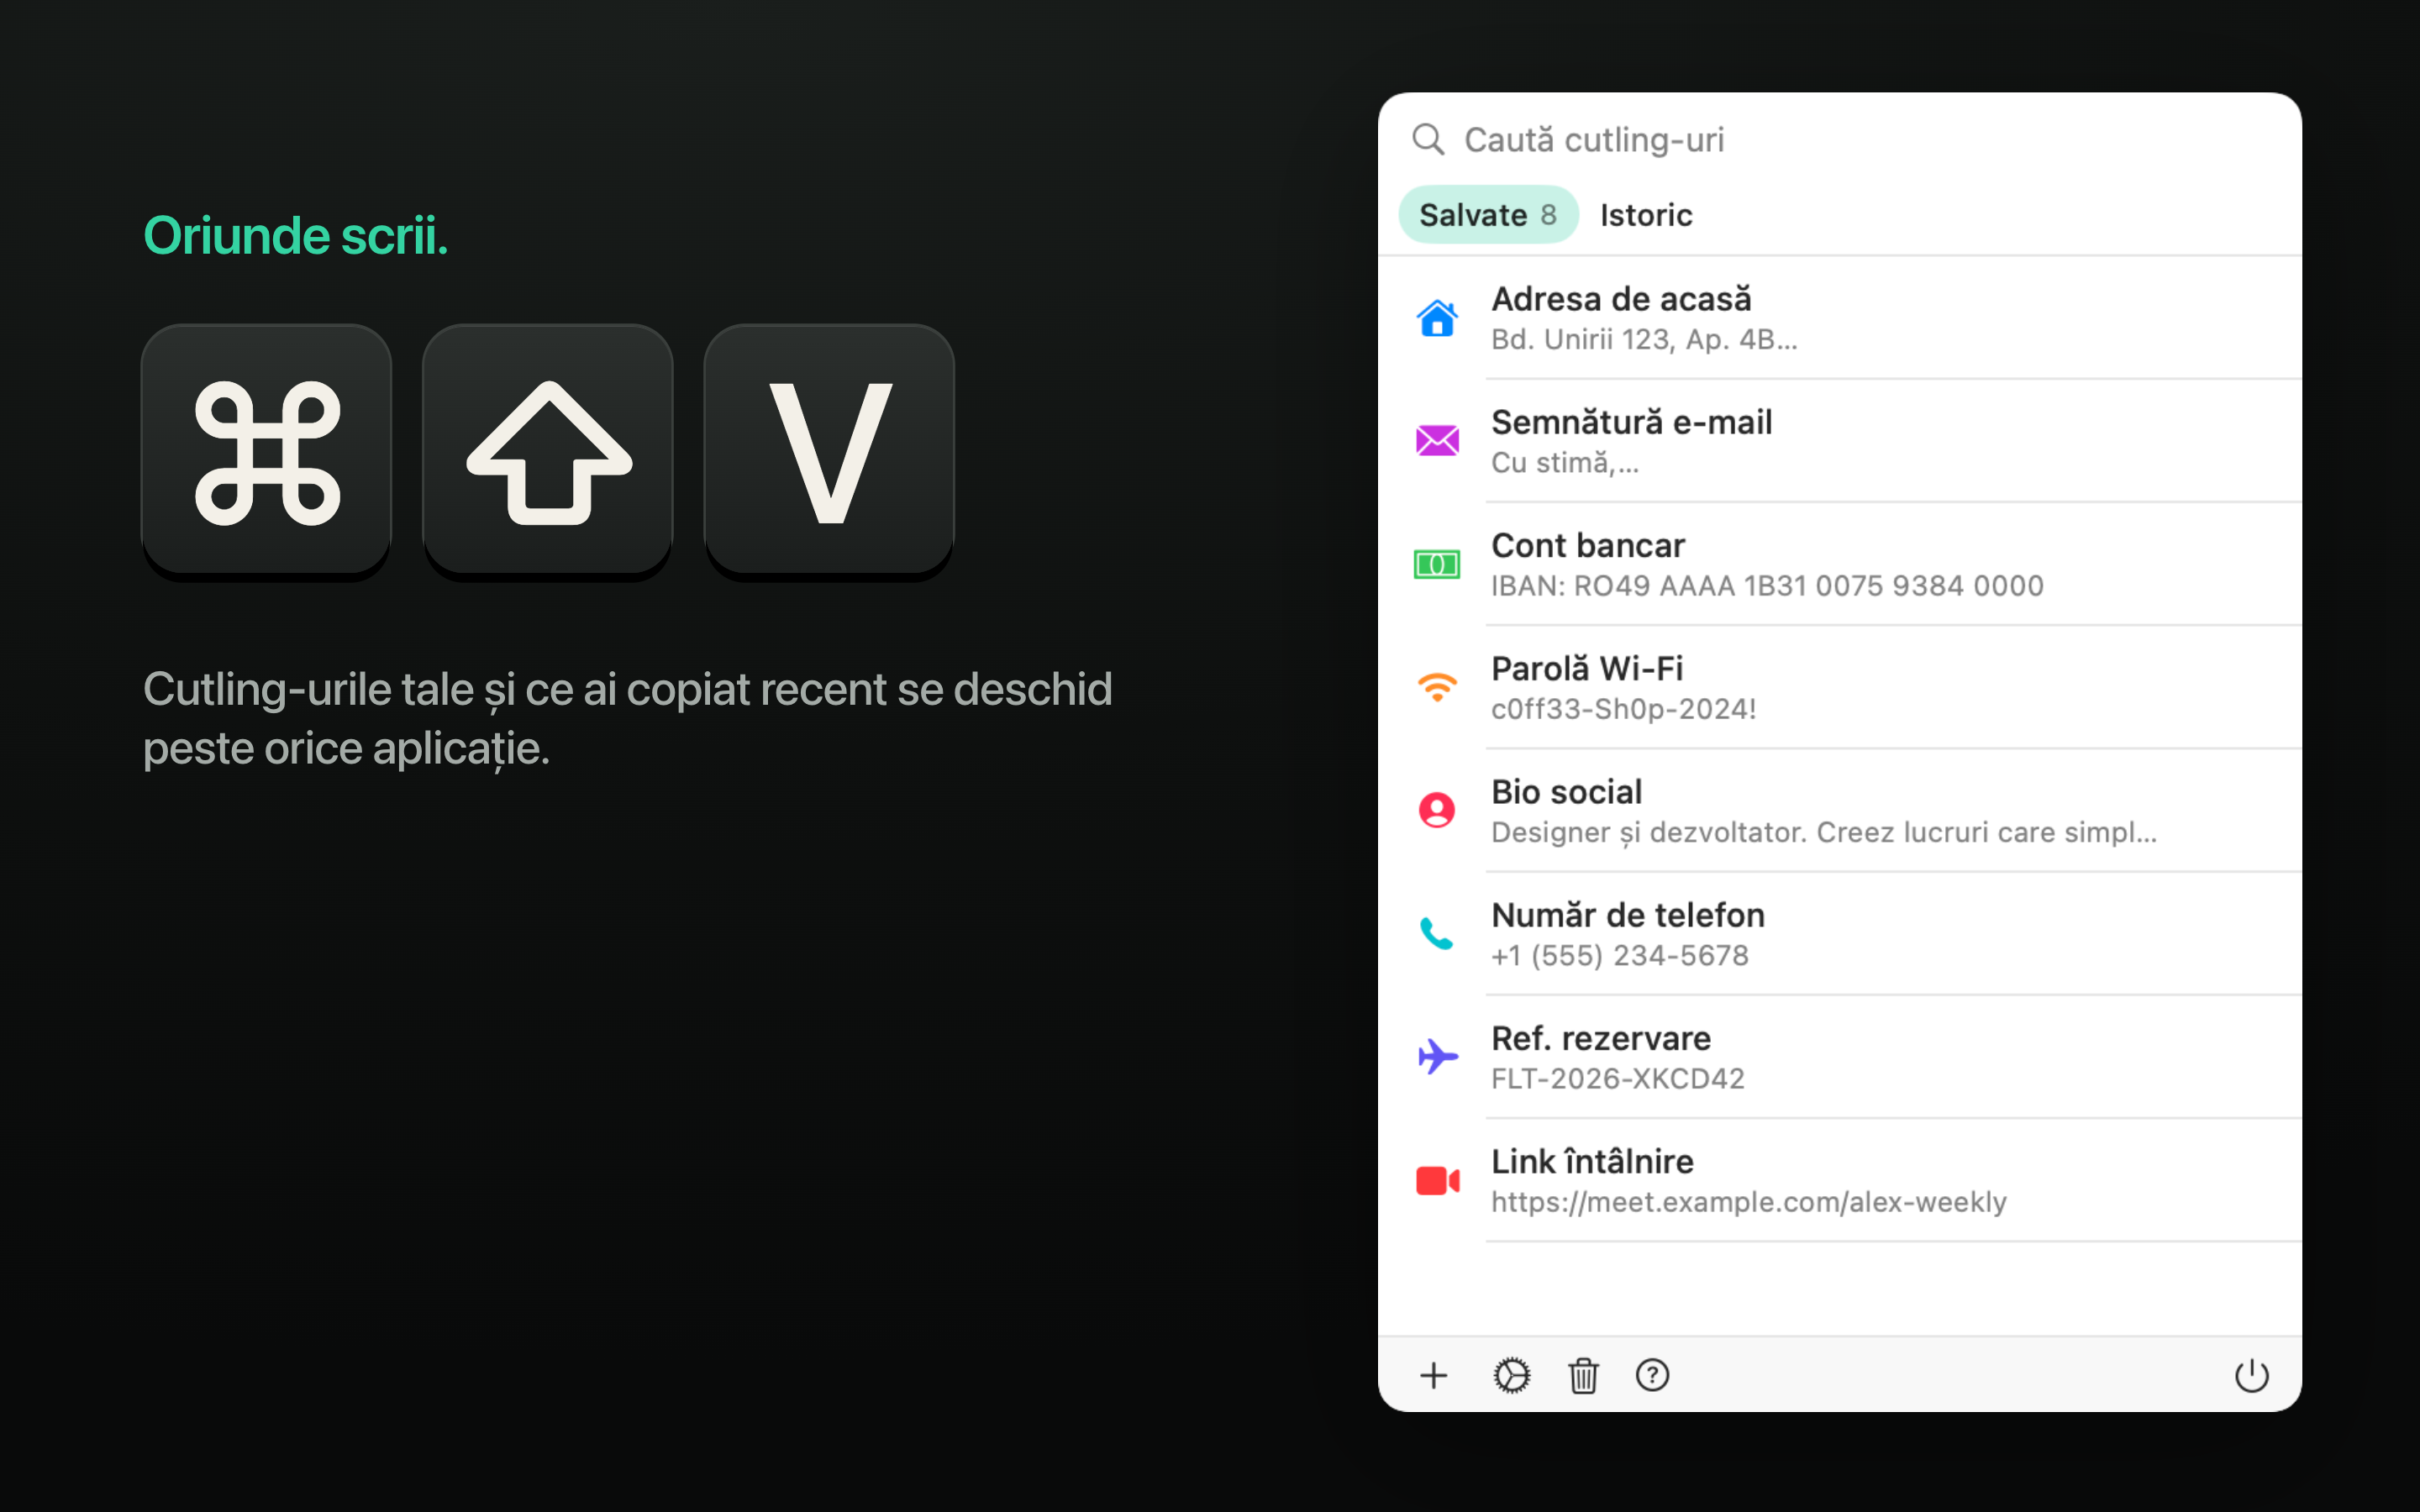 Oriunde scrii.
⌘ ⇧ V
Cutling-urile tale și ce ai copiat recent se deschid
peste orice aplicație.
Caută cutling-uri
Salvate 8 Istoric
Adresa de acasă
Bd. Unirii 123, Ap. 4B...
Semnătură e-mail
Cu stimă,...
Cont bancar
IBAN: RO49 AAAA 1B31 0075 9384 0000
Parolă Wi-Fi
c0ff33-Sh0p-2024!
Bio social
Designer și dezvoltator. Creez lucruri care simpl...
Număr de telefon
+1 (555) 234-5678
Ref. rezervare
FLT-2026-XKCD42
Link întâlnire
https://meet.example.com/alex-weekly